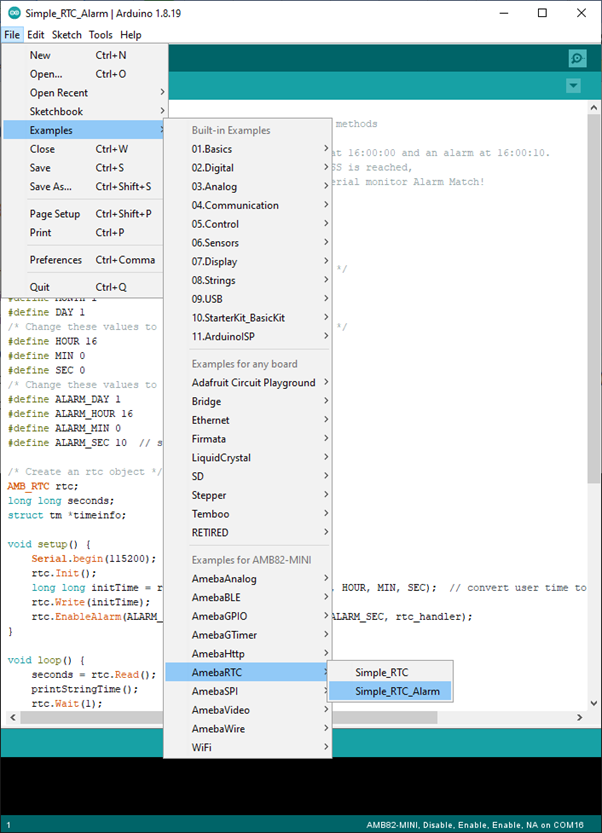 Simple_RTC_Alarm | Arduino 1.8.19
File Edit Sketch Tools Help
New Ctrl+N
Open... Ctrl+O
Open Recent
Sketchbook
Examples
Close Ctrl+W
Save Ctrl+S
Save As... Ctrl+Shift+S
Page Setup Ctrl+Shift+P
Print Ctrl+P
Preferences Ctrl+Comma
Quit Ctrl+Q
Built-in Examples
01.Basics
02.Digital
03.Analog
04.Communication
05.Control
06.Sensors
07.Display
08.Strings
09.USB
10.StarterKit_BasicKit
11.ArduinoISP
Examples for any board
Adafruit Circuit Playground
Bridge
Ethernet
Firmata
LiquidCrystal
SD
Stepper
Temboo
RETIRED
Examples for AMB82-MINI
AmebaAnalog
AmebaBLE
AmebaGPIO
AmebaGTimer
AmebaHttp
AmebaRTC
AmebaSPI
AmebaVideo
AmebaWire
WiFi
Simple_RTC
Simple_RTC_Alarm
methods
at 16:00:00 and an alarm at 16:00:10.
SS is reached,
erial monitor Alarm Match!
*/
#define MONTH 1
#define DAY 1
/* Change these values to */
#define HOUR 16
#define MIN 0
#define SEC 0
/* Change these values to
#define ALARM_DAY 1
#define ALARM_HOUR 16
#define ALARM_MIN 0
#define ALARM_SEC 10 // s
/* Create an rtc object */
AMB_RTC rtc;
long long seconds;
struct tm *timeinfo;
void setup() {
Serial.begin(115200);
rtc.Init();
long long initTime = r , HOUR, MIN, SEC); // convert user time to
rtc.Write(initTime);
rtc.EnableAlarm(ALARM_ ALARM_SEC, rtc_handler);
}
void loop() {
seconds = rtc.Read();
printStringTime();
rtc.Wait(1);
1 AMB82-MINI, Disable, Enable, Enable, NA on COM16